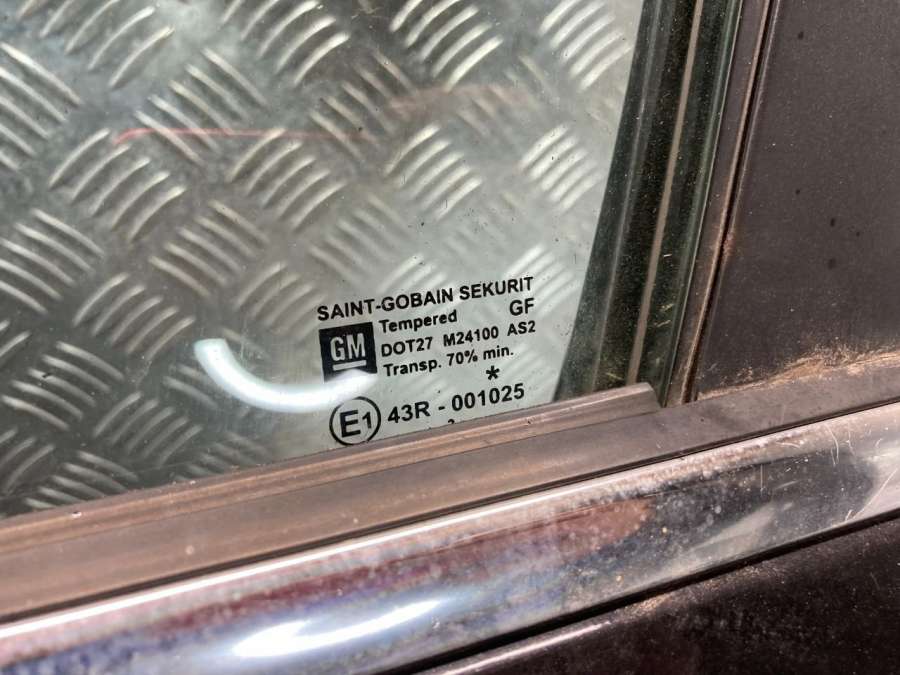 SAINT-GOBAIN SEKURIT
Tempered GF
GM
DOT27 M24100 AS2
Transp. 70% min.
*
E1 43R - 001025